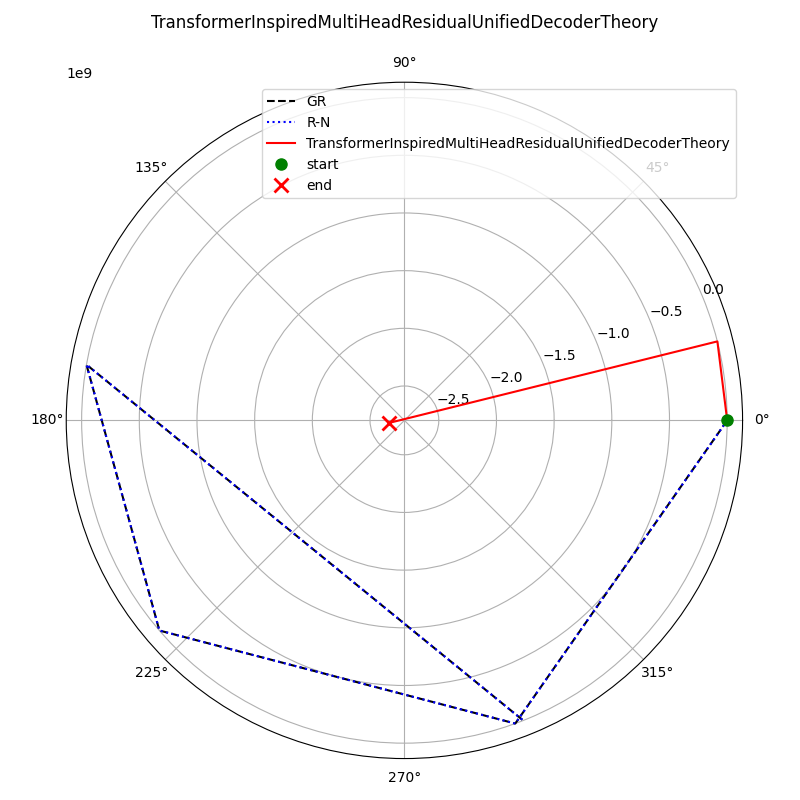 TransformerInspiredMultiHeadResidualUnifiedDecoderTheory
90°
1e9
GR
R-N
TransformerInspiredMultiHeadResidualUnifiedDecoderTheory
start
end
135°
45°
0.0
−0.5
−1.0
−1.5
−2.0
−2.5
180°
0°
225°
315°
270°